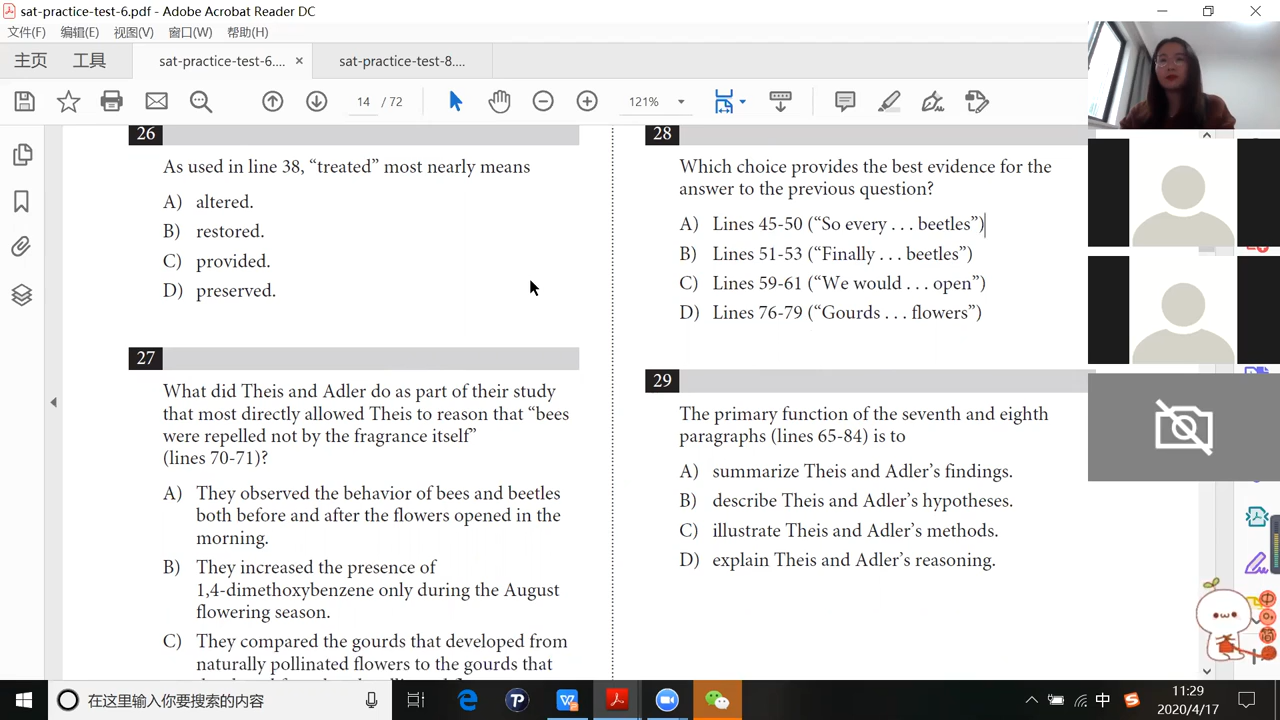 sat-practice-test-6.pdf - Adobe Acrobat Reader DC
文件(F) 编辑(E) 视图(V) 窗口(W) 帮助(H)
主页 工具 sat-practice-test-6.... × sat-practice-test-8....
14 / 72 121%
26
As used in line 38, “treated” most nearly means
A) altered.
B) restored.
C) provided.
D) preserved.
27
What did Theis and Adler do as part of their study
that most directly allowed Theis to reason that “bees
were repelled not by the fragrance itself”
(lines 70-71)?
A) They observed the behavior of bees and beetles
both before and after the flowers opened in the
morning.
B) They increased the presence of
1,4-dimethoxybenzene only during the August
flowering season.
C) They compared the gourds that developed from
naturally pollinated flowers to the gourds that
28
Which choice provides the best evidence for the
answer to the previous question?
A) Lines 45-50 (“So every . . . beetles”)
B) Lines 51-53 (“Finally . . . beetles”)
C) Lines 59-61 (“We would . . . open”)
D) Lines 76-79 (“Gourds . . . flowers”)
29
The primary function of the seventh and eighth
paragraphs (lines 65-84) is to
A) summarize Theis and Adler’s findings.
B) describe Theis and Adler’s hypotheses.
C) illustrate Theis and Adler’s methods.
D) explain Theis and Adler’s reasoning.
中
简
在这里输入你要搜索的内容
中
11:29
2020/4/17